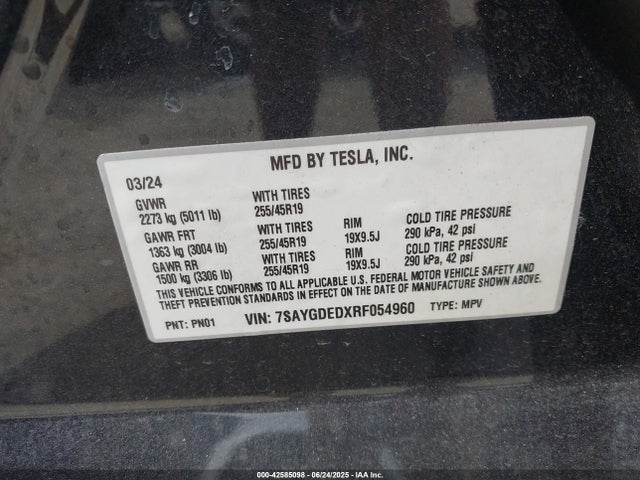 MFD BY TESLA, INC.
03/24
GVWR WITH TIRES
2273 kg (5011 lb) 255/45R19
GAWR FRT WITH TIRES RIM COLD TIRE PRESSURE
1363 kg (3004 lb) 255/45R19 19X9.5J 290 kPa, 42 psi
GAWR RR WITH TIRES RIM COLD TIRE PRESSURE
1500 kg (3306 lb) 255/45R19 19X9.5J 290 kPa, 42 psi
THIS VEHICLE CONFORMS TO ALL APPLICABLE U.S. FEDERAL MOTOR VEHICLE SAFETY AND
THEFT PREVENTION STANDARDS IN EFFECT ON THE DATE OF MANUFACTURE SHOWN ABOVE.
PNT: PN01 VIN: 7SAYGDEDXRF054960 TYPE: MPV
000-42585098 - 06/24/2025 - IAA Inc.